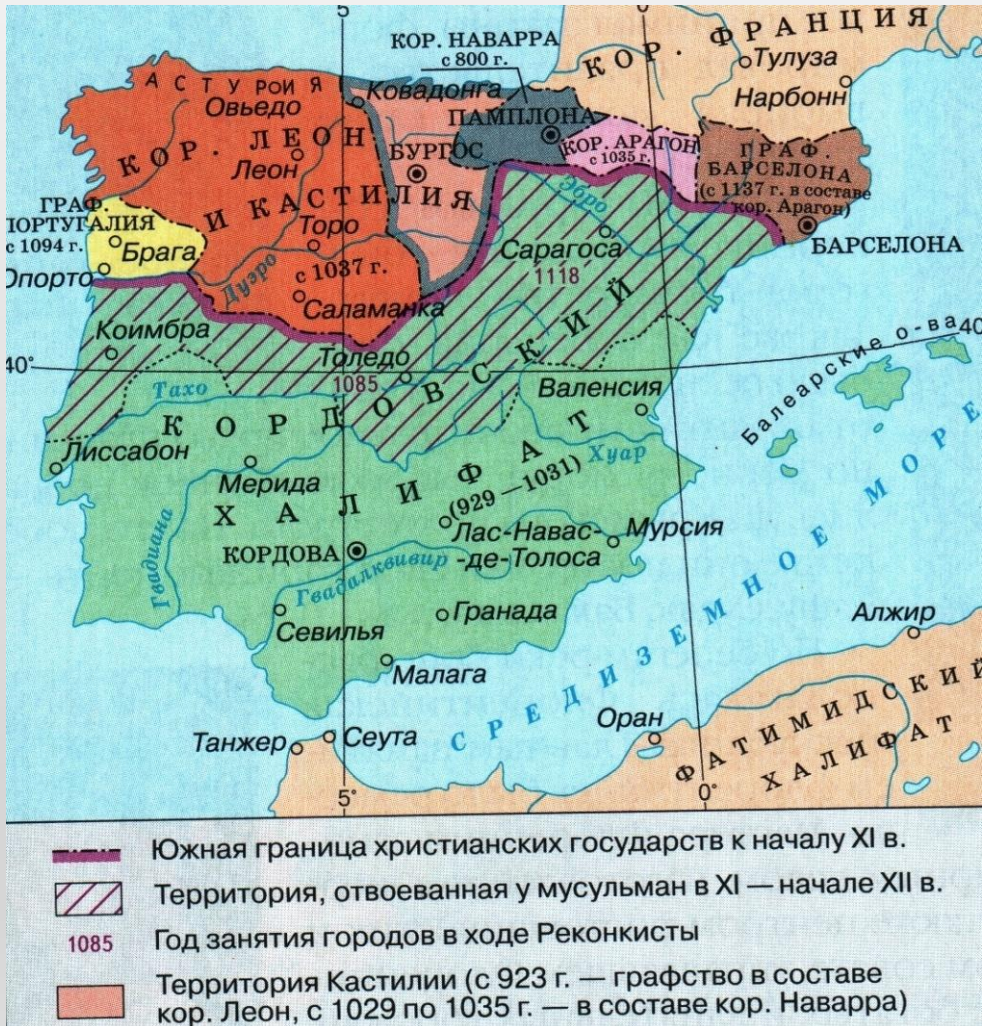 5
0
КОР. НАВАРРА
с 800 г.
КОР. ФРАНЦИЯ
Тулуза
Нарбонн
АСТУРОИЯ
Овьедо
Ковадонга
ПАМПЛОНА
КОР. АРАГОН
с 1035 г.
ГРАФ.
БАРСЕЛОНА
(с 1137 г. в составе
кор. Арагон)
БАРСЕЛОНА
КОР. ЛЕОН
И КАСТИЛИЯ
с 1037 г.
Леон
БУРГОС
ГРАФ.
ПОРТУГАЛИЯ
с 1094 г.
Брага
Опорто
Торо
Дуэро
Саламанка
Эбро
Сарагоса
1118
Коимбра
40°
40
Толедо
1085
Тахо
Валенсия
Балеарские о-ва
КОРДОВСКИЙ
ХАЛИФАТ
(929 — 1031)
Лиссабон
Мерида
Хуар
Гвадиана
КОРДОВА
Гвадалквивир
Лас-Навас-
-де-Толоса
Мурсия
Севилья
Гранада
Малага
СРЕДИЗЕМНОЕ МОРЕ
Алжир
Оран
Танжер
Сеута
ФАТИМИДСКИЙ
ХАЛИФАТ
5°
0°
Южная граница христианских государств к началу XI в.
Территория, отвоеванная у мусульман в XI — начале XII в.
1085
Год занятия городов в ходе Реконкисты
Территория Кастилии (с 923 г. — графство в составе
кор. Леон, с 1029 по 1035 г. — в составе кор. Наварра)